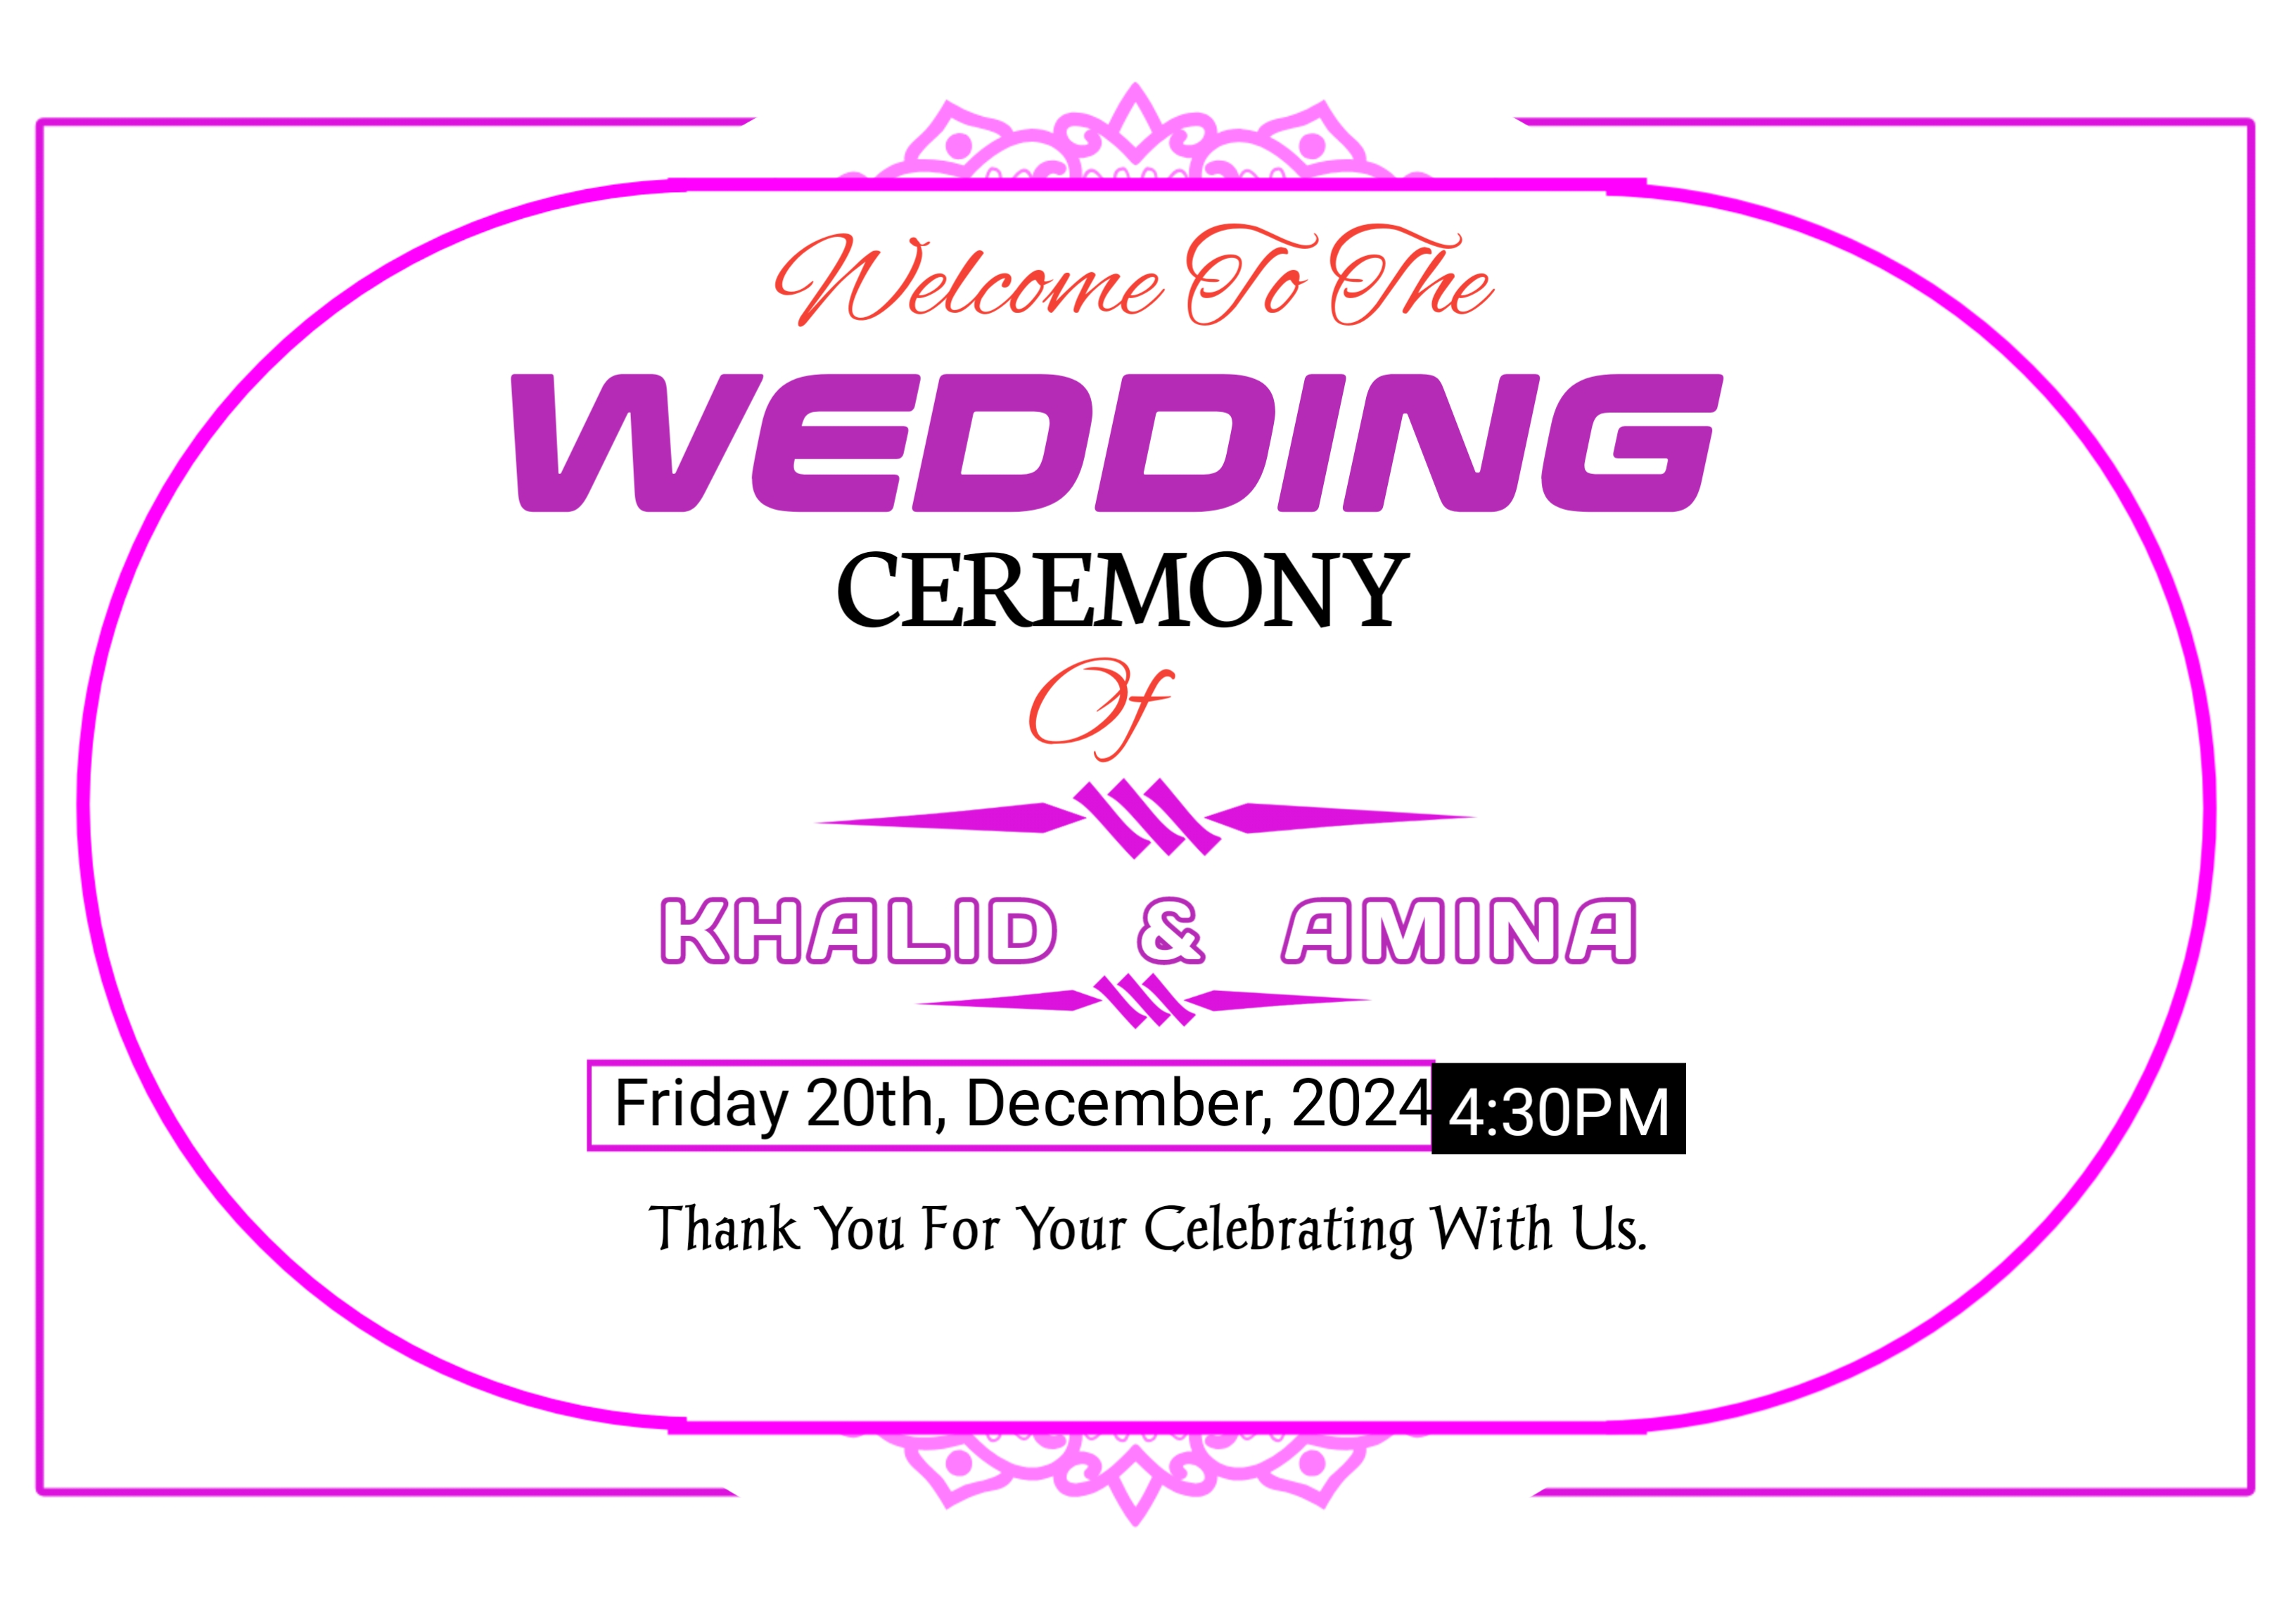 Welcome To The
WEDDING
CEREMONY
Of
KHALID & AMINA
Friday 20th, December, 2024 4:30PM
Thank You For Your Celebrating With Us.